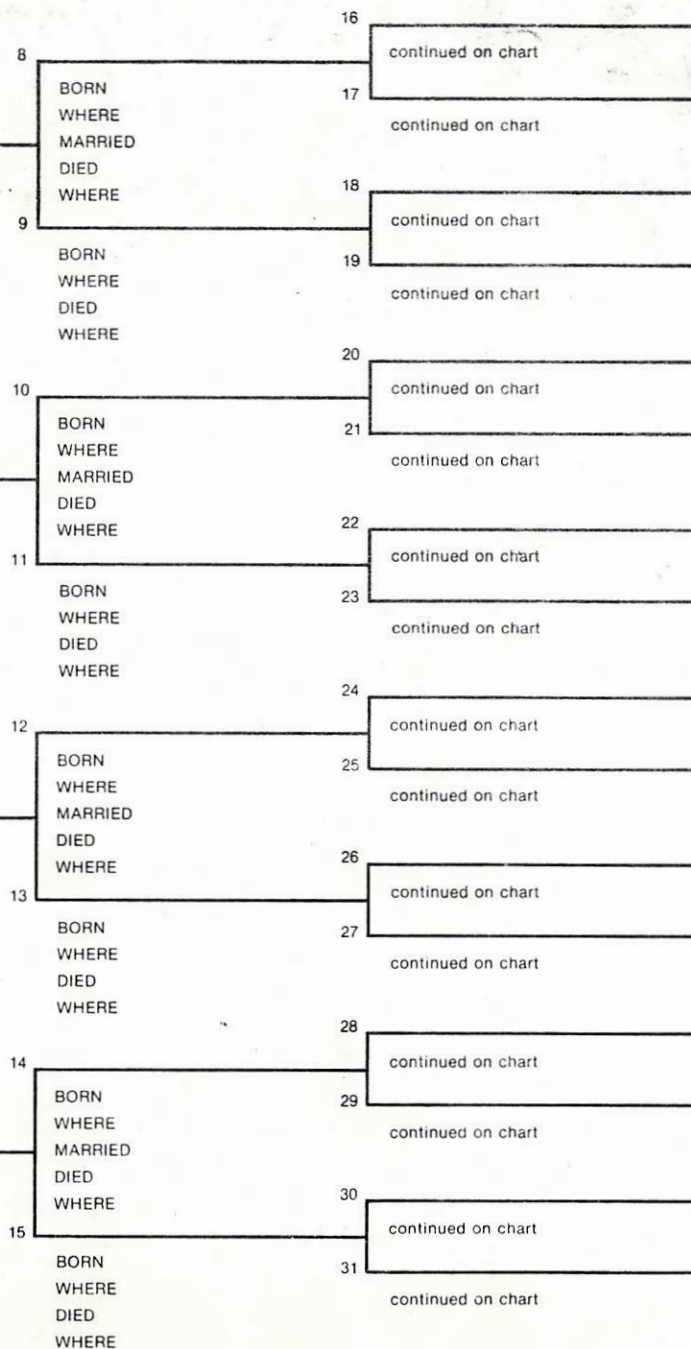 16
continued on chart
8
BORN
17
WHERE
continued on chart
MARRIED
DIED
18
WHERE
continued on chart
9
BORN
19
WHERE
continued on chart
DIED
WHERE
20
continued on chart
10
BORN
21
WHERE
continued on chart
MARRIED
DIED
22
WHERE
continued on chart
11
BORN
23
WHERE
continued on chart
DIED
WHERE
24
continued on chart
12
BORN
25
WHERE
continued on chart
MARRIED
DIED
26
WHERE
continued on chart
13
BORN
27
WHERE
continued on chart
DIED
WHERE
28
continued on chart
14
BORN
29
WHERE
continued on chart
MARRIED
DIED
30
WHERE
continued on chart
15
BORN
31
WHERE
continued on chart
DIED
WHERE